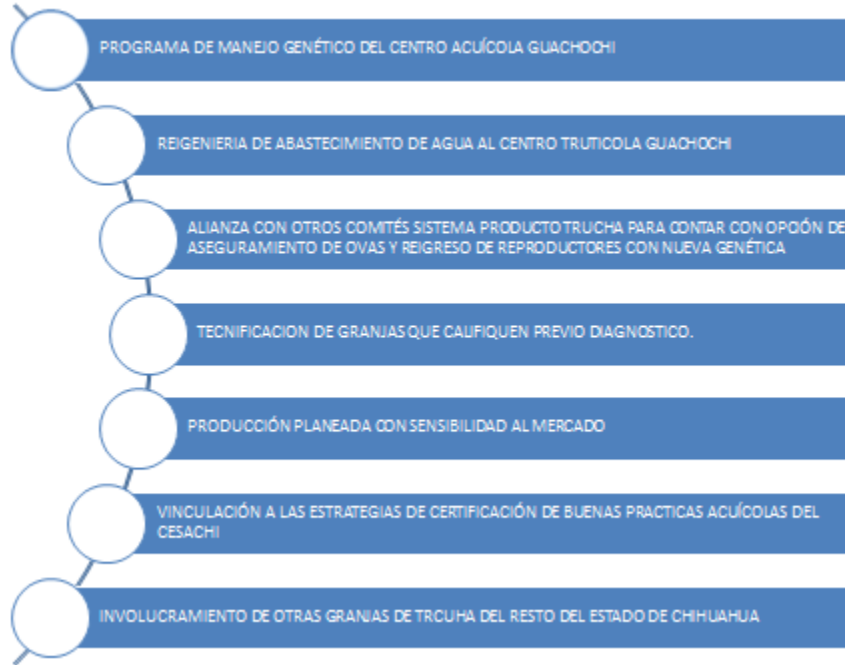 PROGRAMA DE MANEJO GENÉTICO DEL CENTRO ACUÍCOLA GUACHOCHI
REIGENIERIA DE ABASTECIMIENTO DE AGUA AL CENTRO TRUTICOLA GUACHOCHI
ALIANZA CON OTROS COMITÉS SISTEMA PRODUCTO TRUCHA PARA CONTAR CON OPCIÓN DE
ASEGURAMIENTO DE OVAS Y REIGRESO DE REPRODUCTORES CON NUEVA GENÉTICA
TECNIFICACION DE GRANJAS QUE CALIFIQUEN PREVIO DIAGNOSTICO.
PRODUCCIÓN PLANEADA CON SENSIBILIDAD AL MERCADO
VINCULACIÓN A LAS ESTRATEGIAS DE CERTIFICACIÓN DE BUENAS PRACTICAS ACUÍCOLAS DEL
CESACHI
INVOLUCRAMIENTO DE OTRAS GRANJAS DE TRCUHA DEL RESTO DEL ESTADO DE CHIHUAHUA